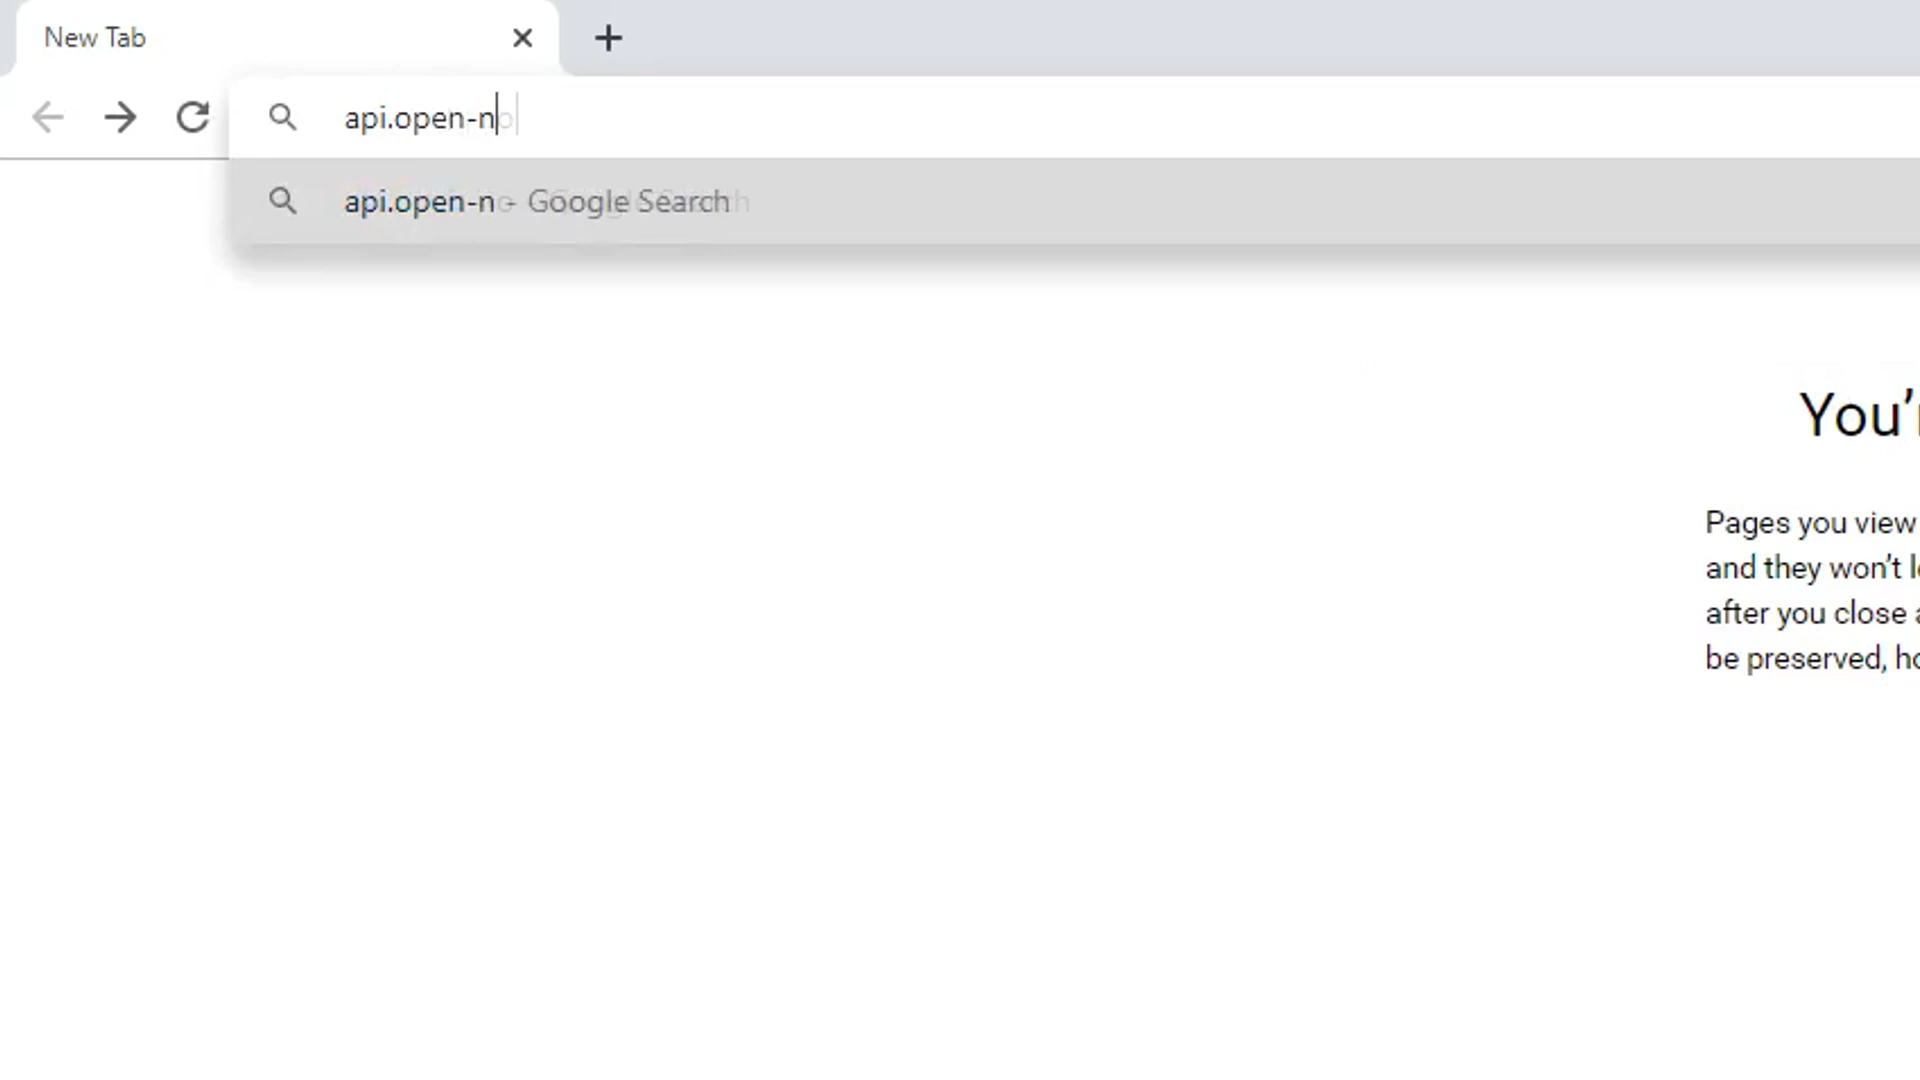 New Tab
api.open-n
api.open-n - Google Search
You'r
Pages you view
and they won't l
after you close a
be preserved, ho